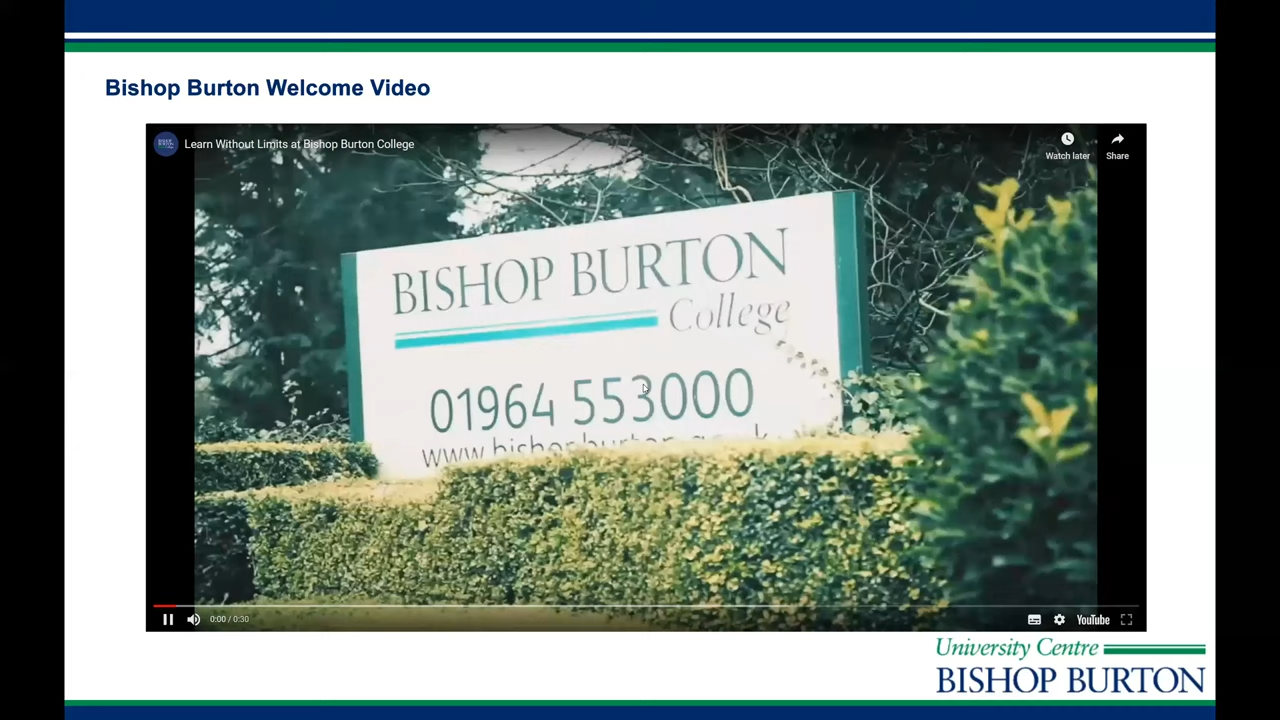 Bishop Burton Welcome Video
Learn Without Limits at Bishop Burton College
Watch later
Share
BISHOP BURTON
College
01964 553000
0:00 / 0:30
YouTube
University Centre
BISHOP BURTON